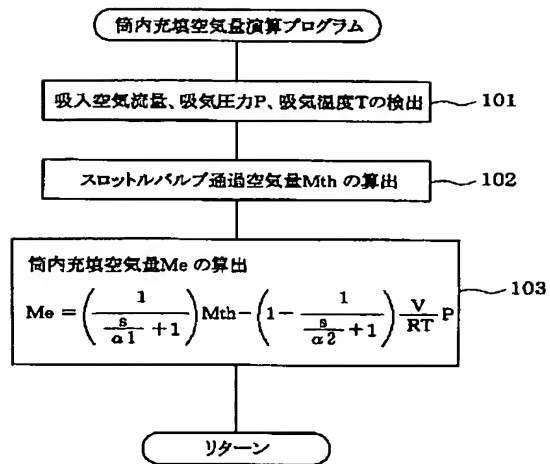 筒内充填空気量演算プログラム
吸入空気流量、吸気圧力P、吸気温度Tの検出
101
スロットルバルブ通過空気量Mth の算出
102
筒内充填空気量Me の算出
Me = (1/(s/α1 + 1)) Mth − (1 − 1/(s/α2 + 1)) V/RT P
103
リターン